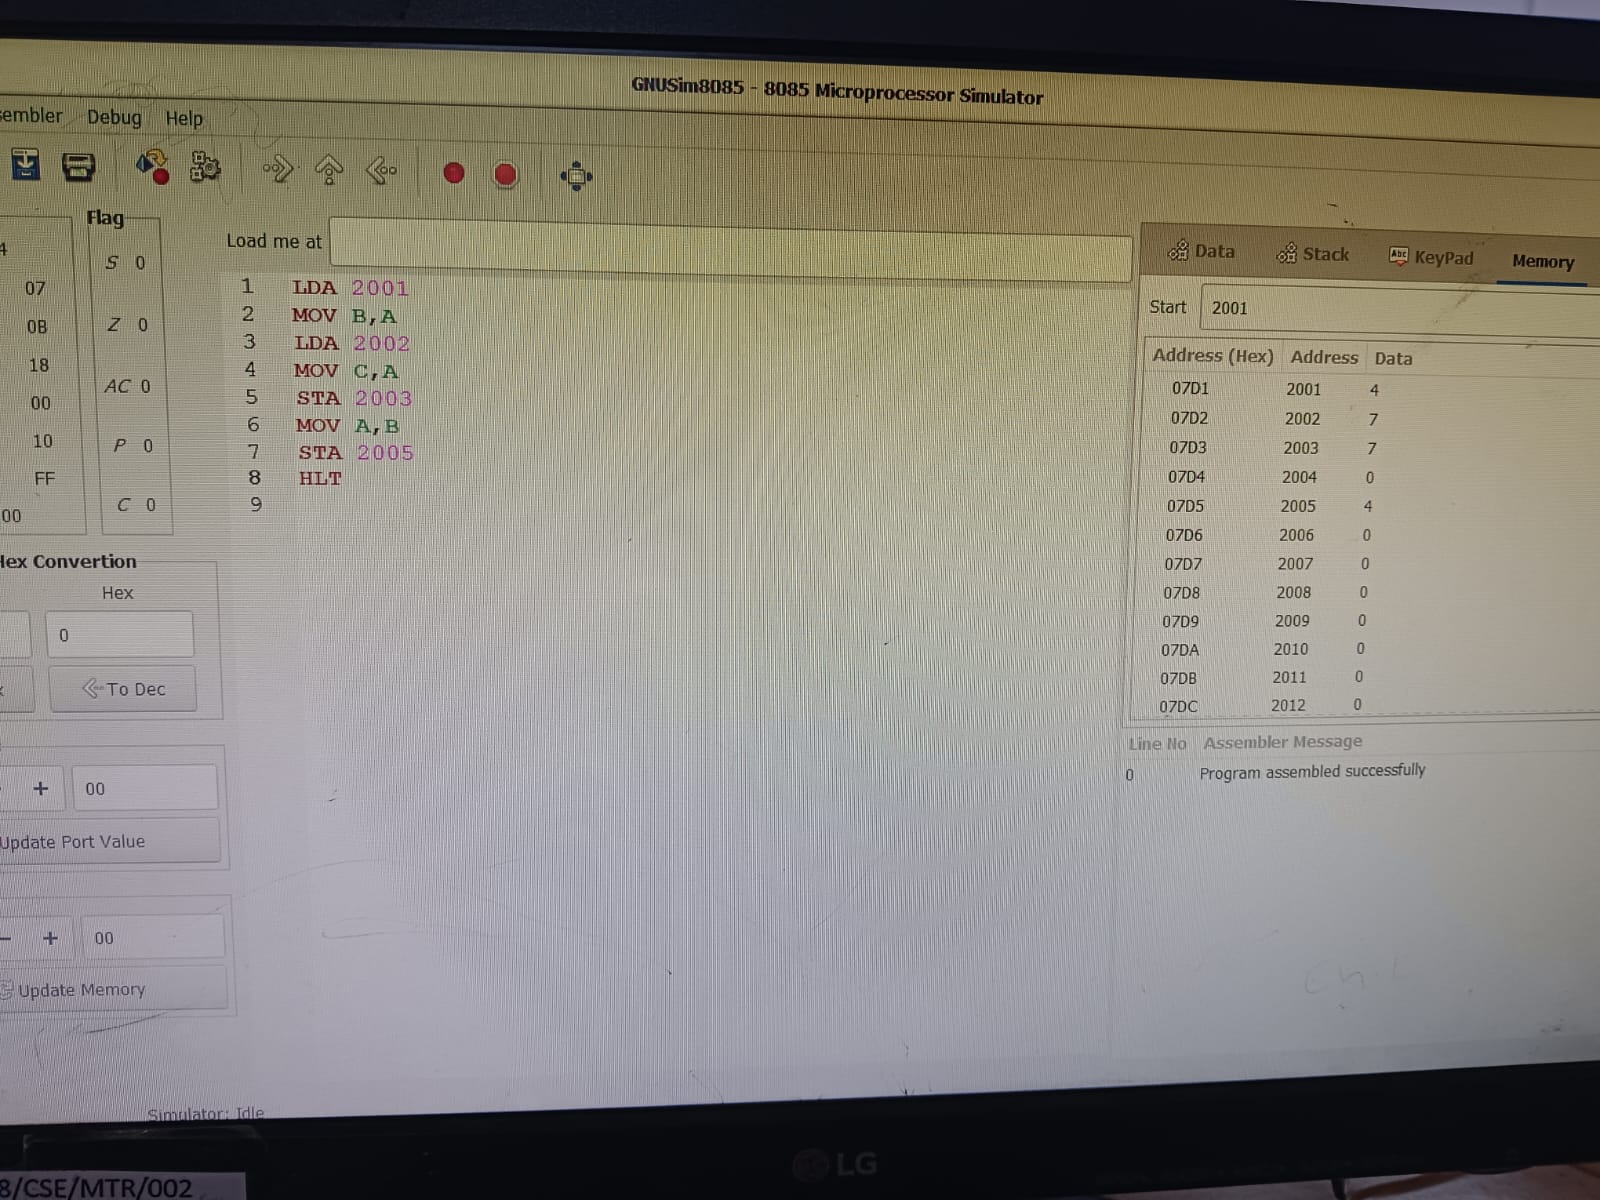 GNUSim8085 - 8085 Microprocessor Simulator
sembler Debug Help
Flag
S 0
Z 0
AC 0
P 0
C 0
4
07
0B
18
00
10
FF
00
Load me at
1 LDA 2001
2 MOV B,A
3 LDA 2002
4 MOV C,A
5 STA 2003
6 MOV A,B
7 STA 2005
8 HLT
9
Data Stack KeyPad Memory
Start 2001
Address (Hex) Address Data
07D1 2001 4
07D2 2002 7
07D3 2003 7
07D4 2004 0
07D5 2005 4
07D6 2006 0
07D7 2007 0
07D8 2008 0
07D9 2009 0
07DA 2010 0
07DB 2011 0
07DC 2012 0
Line No Assembler Message
0 Program assembled successfully
Hex Convertion
Hex
0
To Dec
+ 00
Update Port Value
- + 00
Update Memory
Simulator: Idle
LG
8/CSE/MTR/002